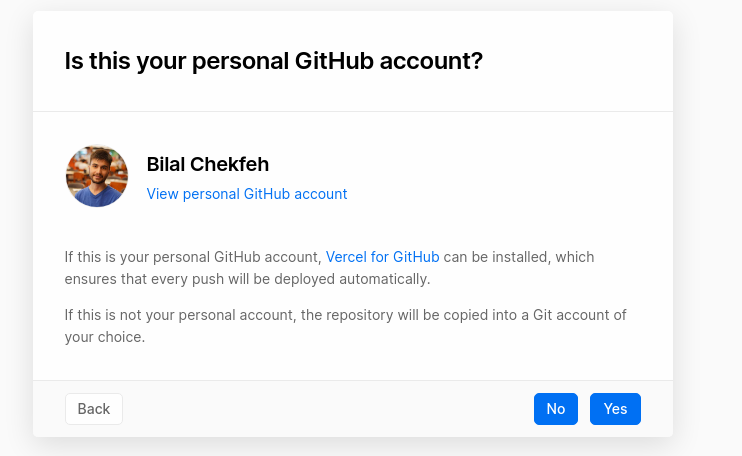 Is this your personal GitHub account?
Bilal Chekfeh
View personal GitHub account
If this is your personal GitHub account, Vercel for GitHub can be installed, which
ensures that every push will be deployed automatically.
If this is not your personal account, the repository will be copied into a Git account of
your choice.
Back
No
Yes